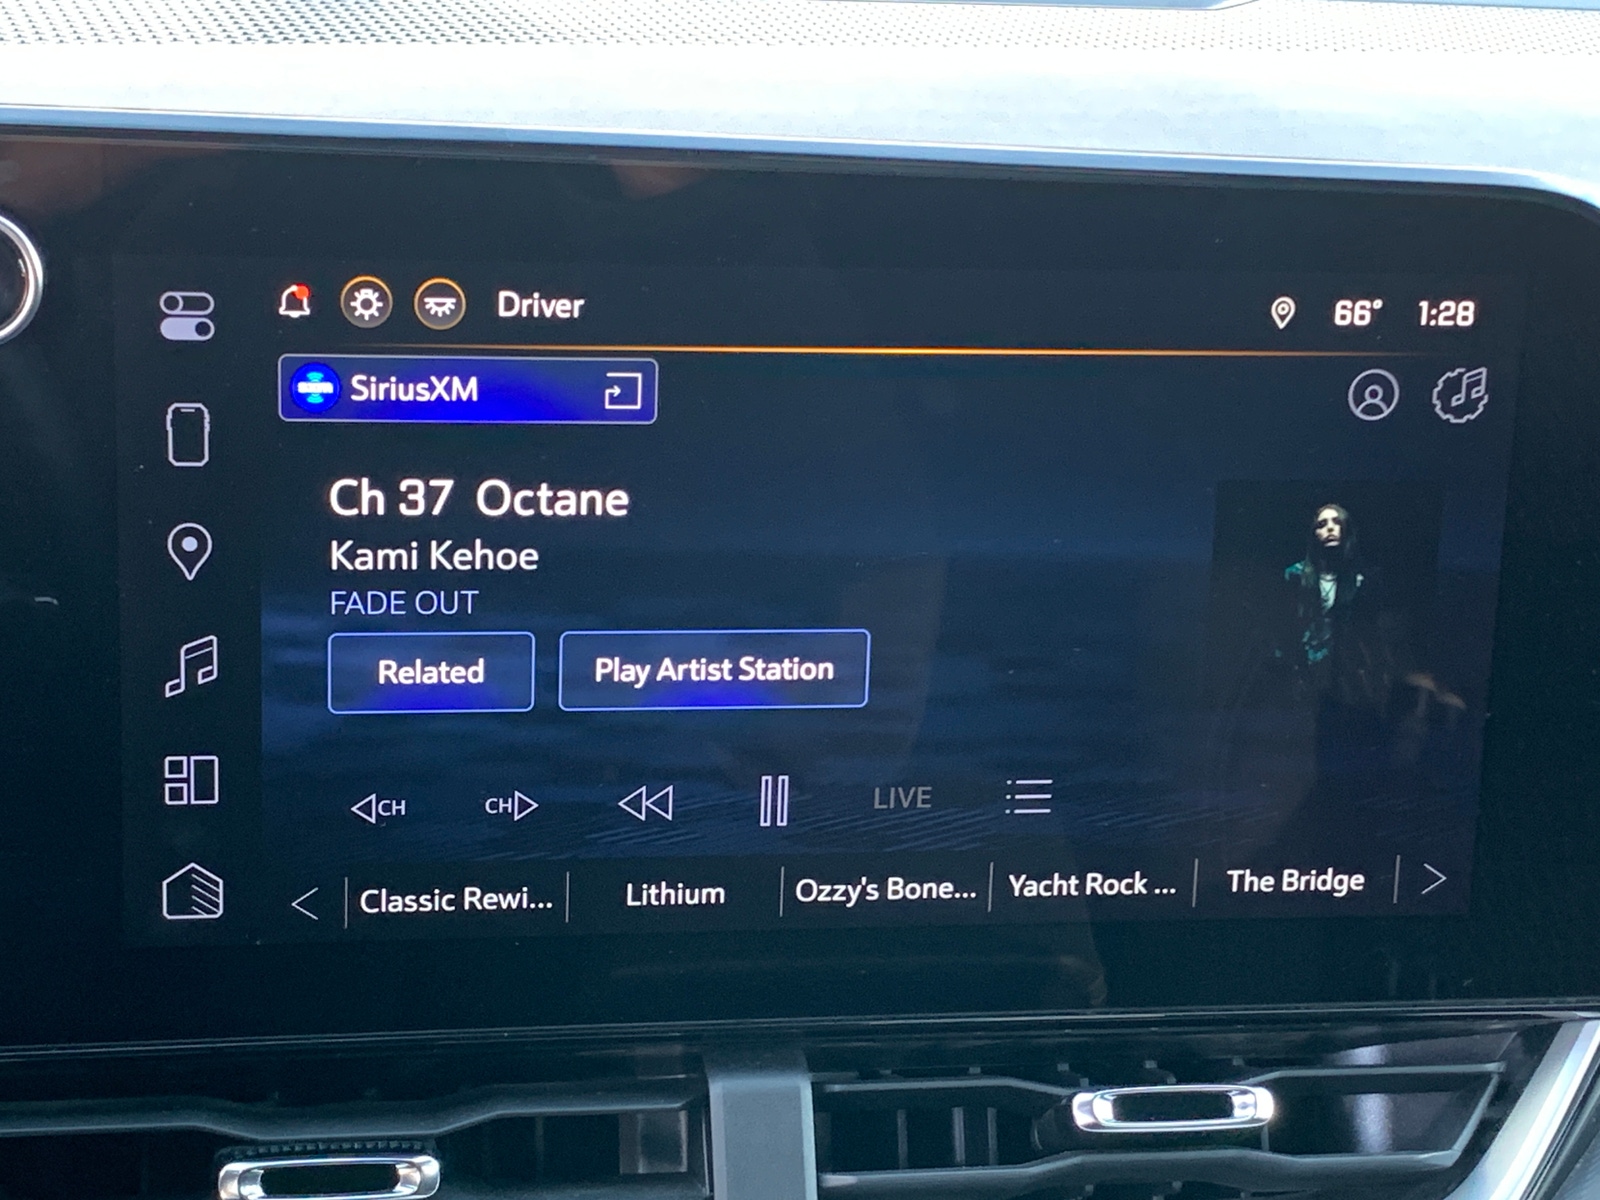 Driver
66° 1:28
SiriusXM
Ch 37 Octane
Kami Kehoe
FADE OUT
Related
Play Artist Station
CH
CH
LIVE
Classic Rewi...
Lithium
Ozzy's Bone...
Yacht Rock ...
The Bridge